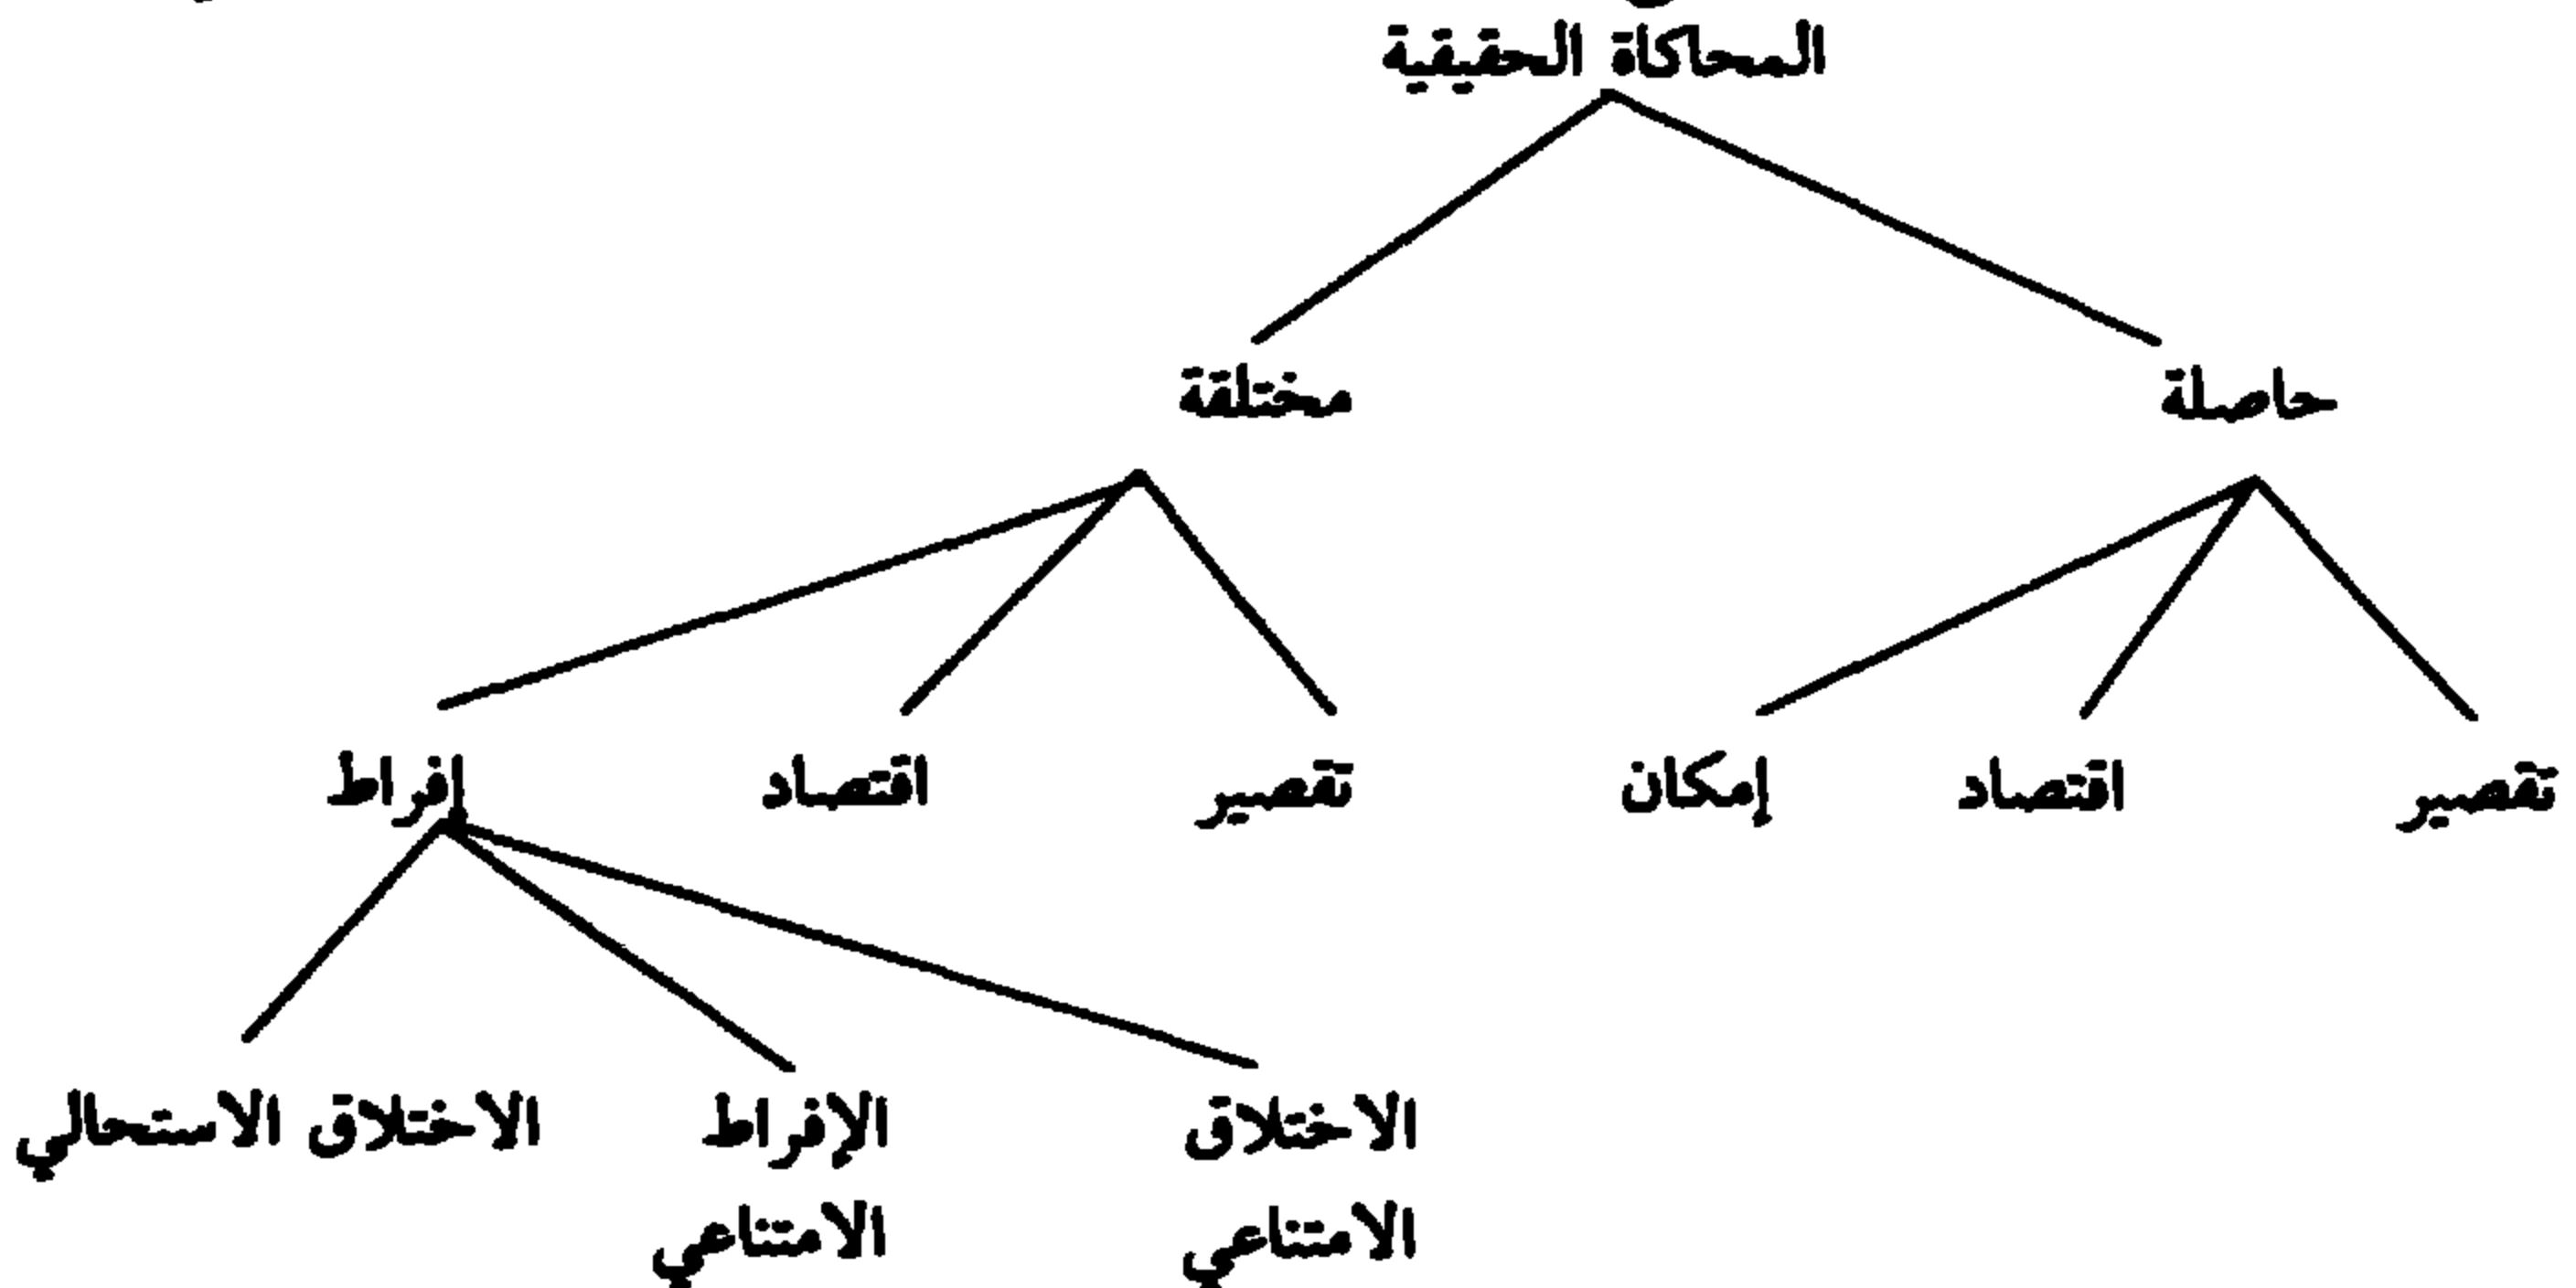 المحاكاة الحقيقية
حاصلة مختلقة
تقصير اقتصاد إمكان تقصير اقتصاد إفراط
الاختلاق الإفراط الاختلاق الاستحالي
الامتناعي الامتناعي